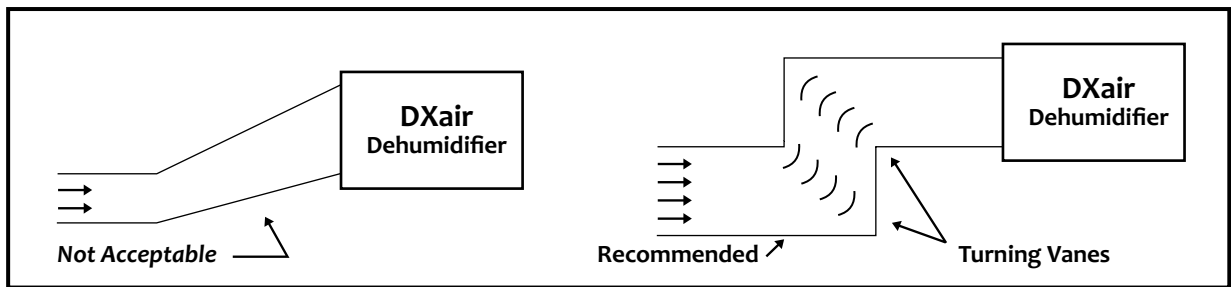 DXair
Dehumidifier
Not Acceptable
DXair
Dehumidifier
Recommended
Turning Vanes